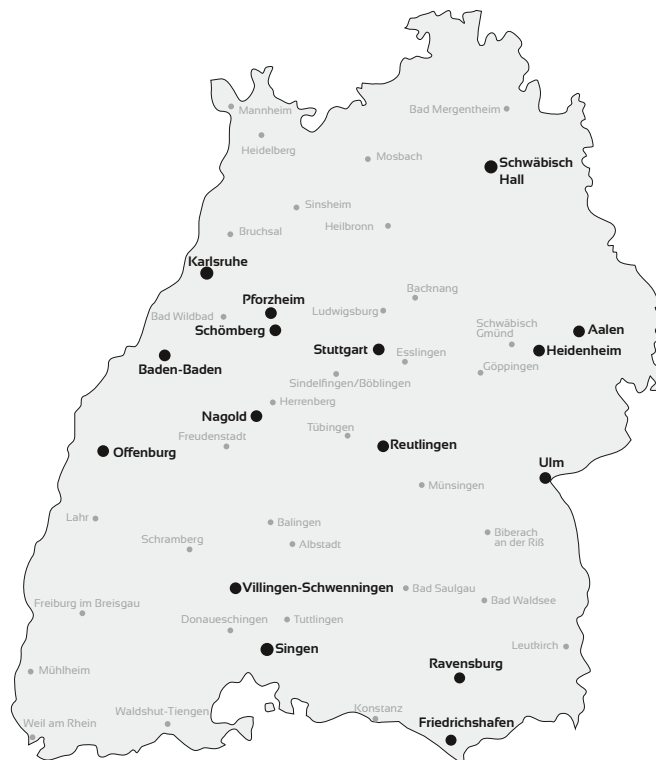 Mannheim
Bad Mergentheim
Heidelberg
Mosbach
Schwäbisch
Hall
Sinsheim
Bruchsal
Heilbronn
Karlsruhe
Backnang
Pforzheim
Bad Wildbad
Ludwigsburg
Schömberg
Schwäbisch
Gmünd
Aalen
Stuttgart
Heidenheim
Esslingen
Baden-Baden
Göppingen
Sindelfingen/Böblingen
Herrenberg
Nagold
Tübingen
Freudenstadt
Reutlingen
Offenburg
Ulm
Münsingen
Lahr
Balingen
Biberach
an der Riß
Schramberg
Albstadt
Villingen-Schwenningen
Bad Saulgau
Bad Waldsee
Freiburg im Breisgau
Donaueschingen
Tuttlingen
Leutkirch
Singen
Ravensburg
Mühlheim
Konstanz
Waldshut-Tiengen
Weil am Rhein
Friedrichshafen